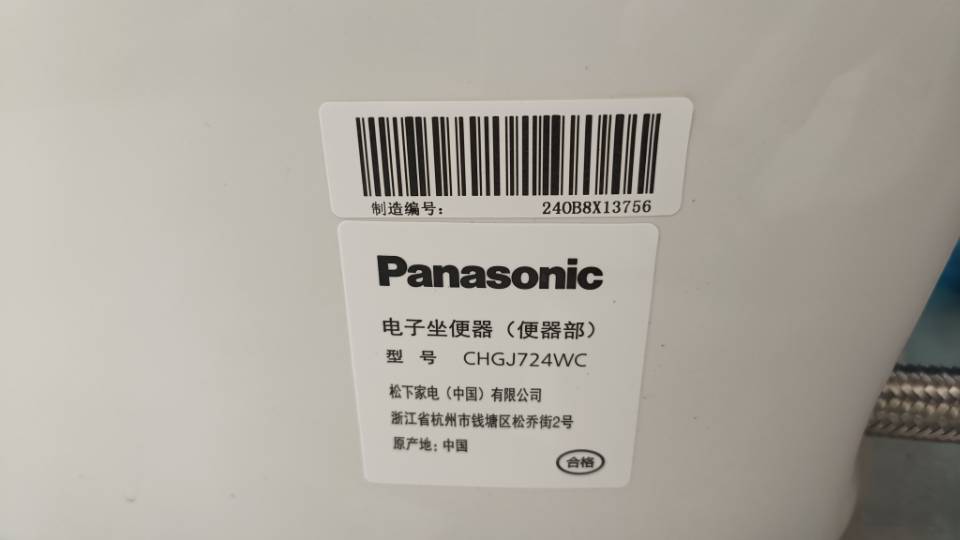 制造编号: 240B8X13756
Panasonic
电子坐便器（便器部）
型 号 CHGJ724WC
松下家电（中国）有限公司
浙江省杭州市钱塘区松乔街2号
原产地: 中国
合格